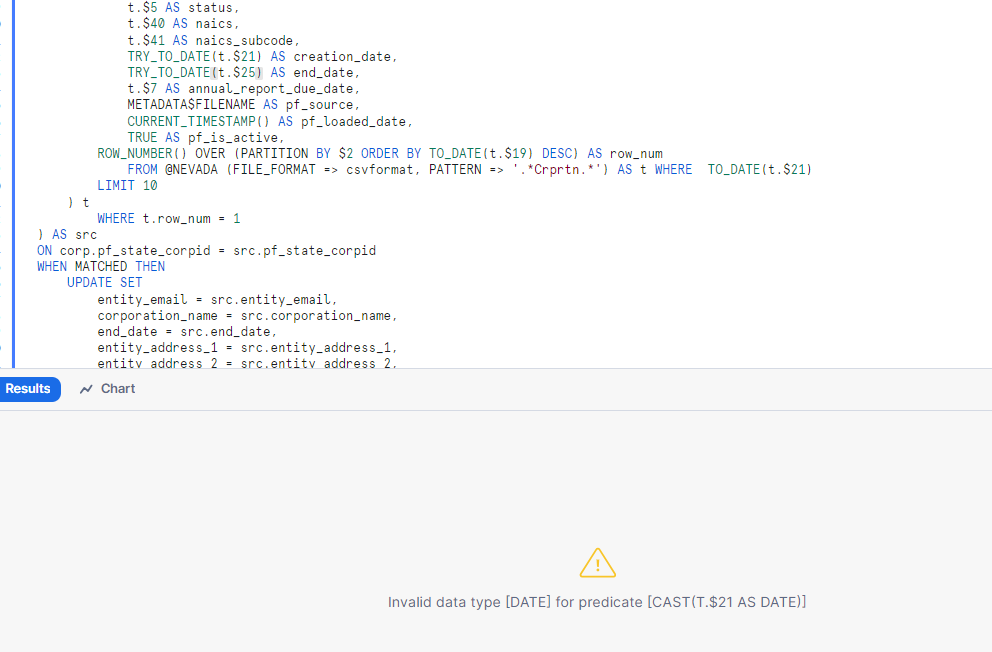 t.$5 AS status,
t.$40 AS naics,
t.$41 AS naics_subcode,
TRY_TO_DATE(t.$21) AS creation_date,
TRY_TO_DATE(t.$25) AS end_date,
t.$7 AS annual_report_due_date,
METADATA$FILENAME AS pf_source,
CURRENT_TIMESTAMP() AS pf_loaded_date,
TRUE AS pf_is_active,
ROW_NUMBER() OVER (PARTITION BY $2 ORDER BY TO_DATE(t.$19) DESC) AS row_num
FROM @NEVADA (FILE_FORMAT => csvformat, PATTERN => '.*Crprtn.*') AS t WHERE  TO_DATE(t.$21)
LIMIT 10
) t
WHERE t.row_num = 1
) AS src
ON corp.pf_state_corpid = src.pf_state_corpid
WHEN MATCHED THEN
UPDATE SET
entity_email = src.entity_email,
corporation_name = src.corporation_name,
end_date = src.end_date,
entity_address_1 = src.entity_address_1,
entity_address_2 = src.entity_address_2,
Results
Chart
Invalid data type [DATE] for predicate [CAST(T.$21 AS DATE)]